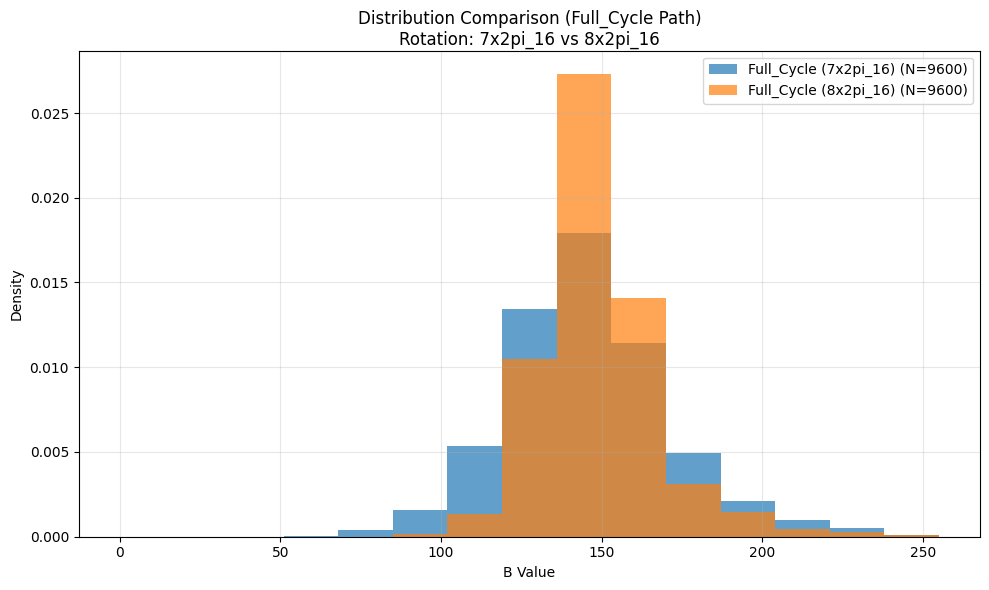 Distribution Comparison (Full_Cycle Path)
Rotation: 7x2pi_16 vs 8x2pi_16
Full_Cycle (7x2pi_16) (N=9600)
Full_Cycle (8x2pi_16) (N=9600)
Density
0.025
0.020
0.015
0.010
0.005
0.000
0 50 100 150 200 250
B Value